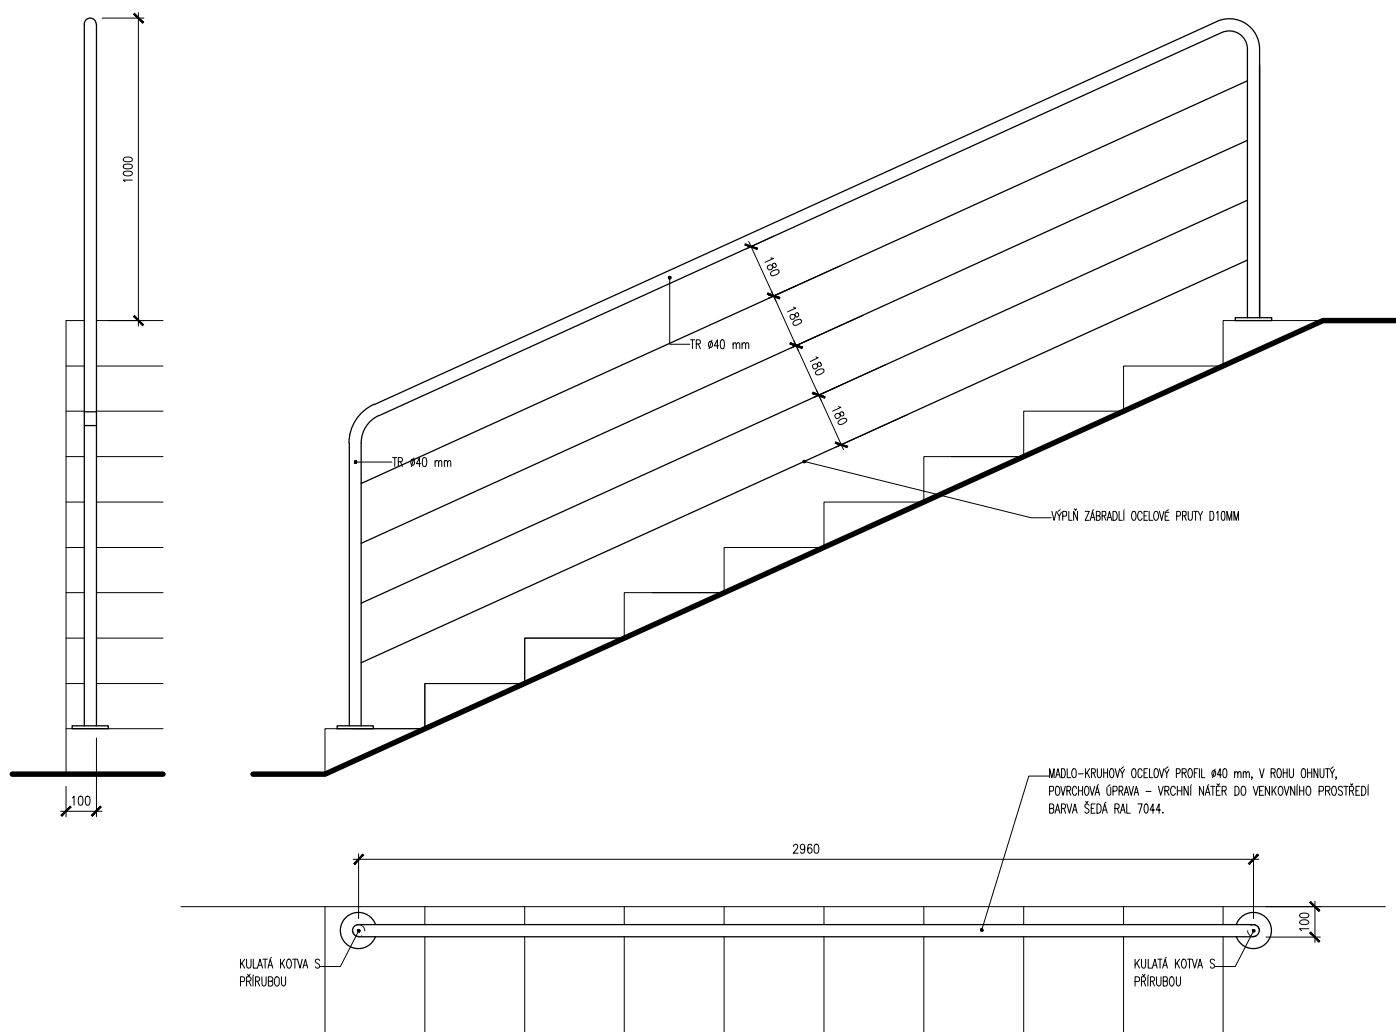 1000
180
180
180
180
TR ø40 mm
TR ø40 mm
VÝPLŇ ZÁBRADLÍ OCELOVÉ PRUTY D10MM
100
MADLO-KRUHOVÝ OCELOVÝ PROFIL ø40 mm, V ROHU OHNUTÝ,
POVRCHOVÁ ÚPRAVA – VRCHNÍ NÁTĚR DO VENKOVNÍHO PROSTŘEDÍ
BARVA ŠEDÁ RAL 7044.
2960
100
KULATÁ KOTVA S
PŘÍRUBOU
KULATÁ KOTVA S
PŘÍRUBOU